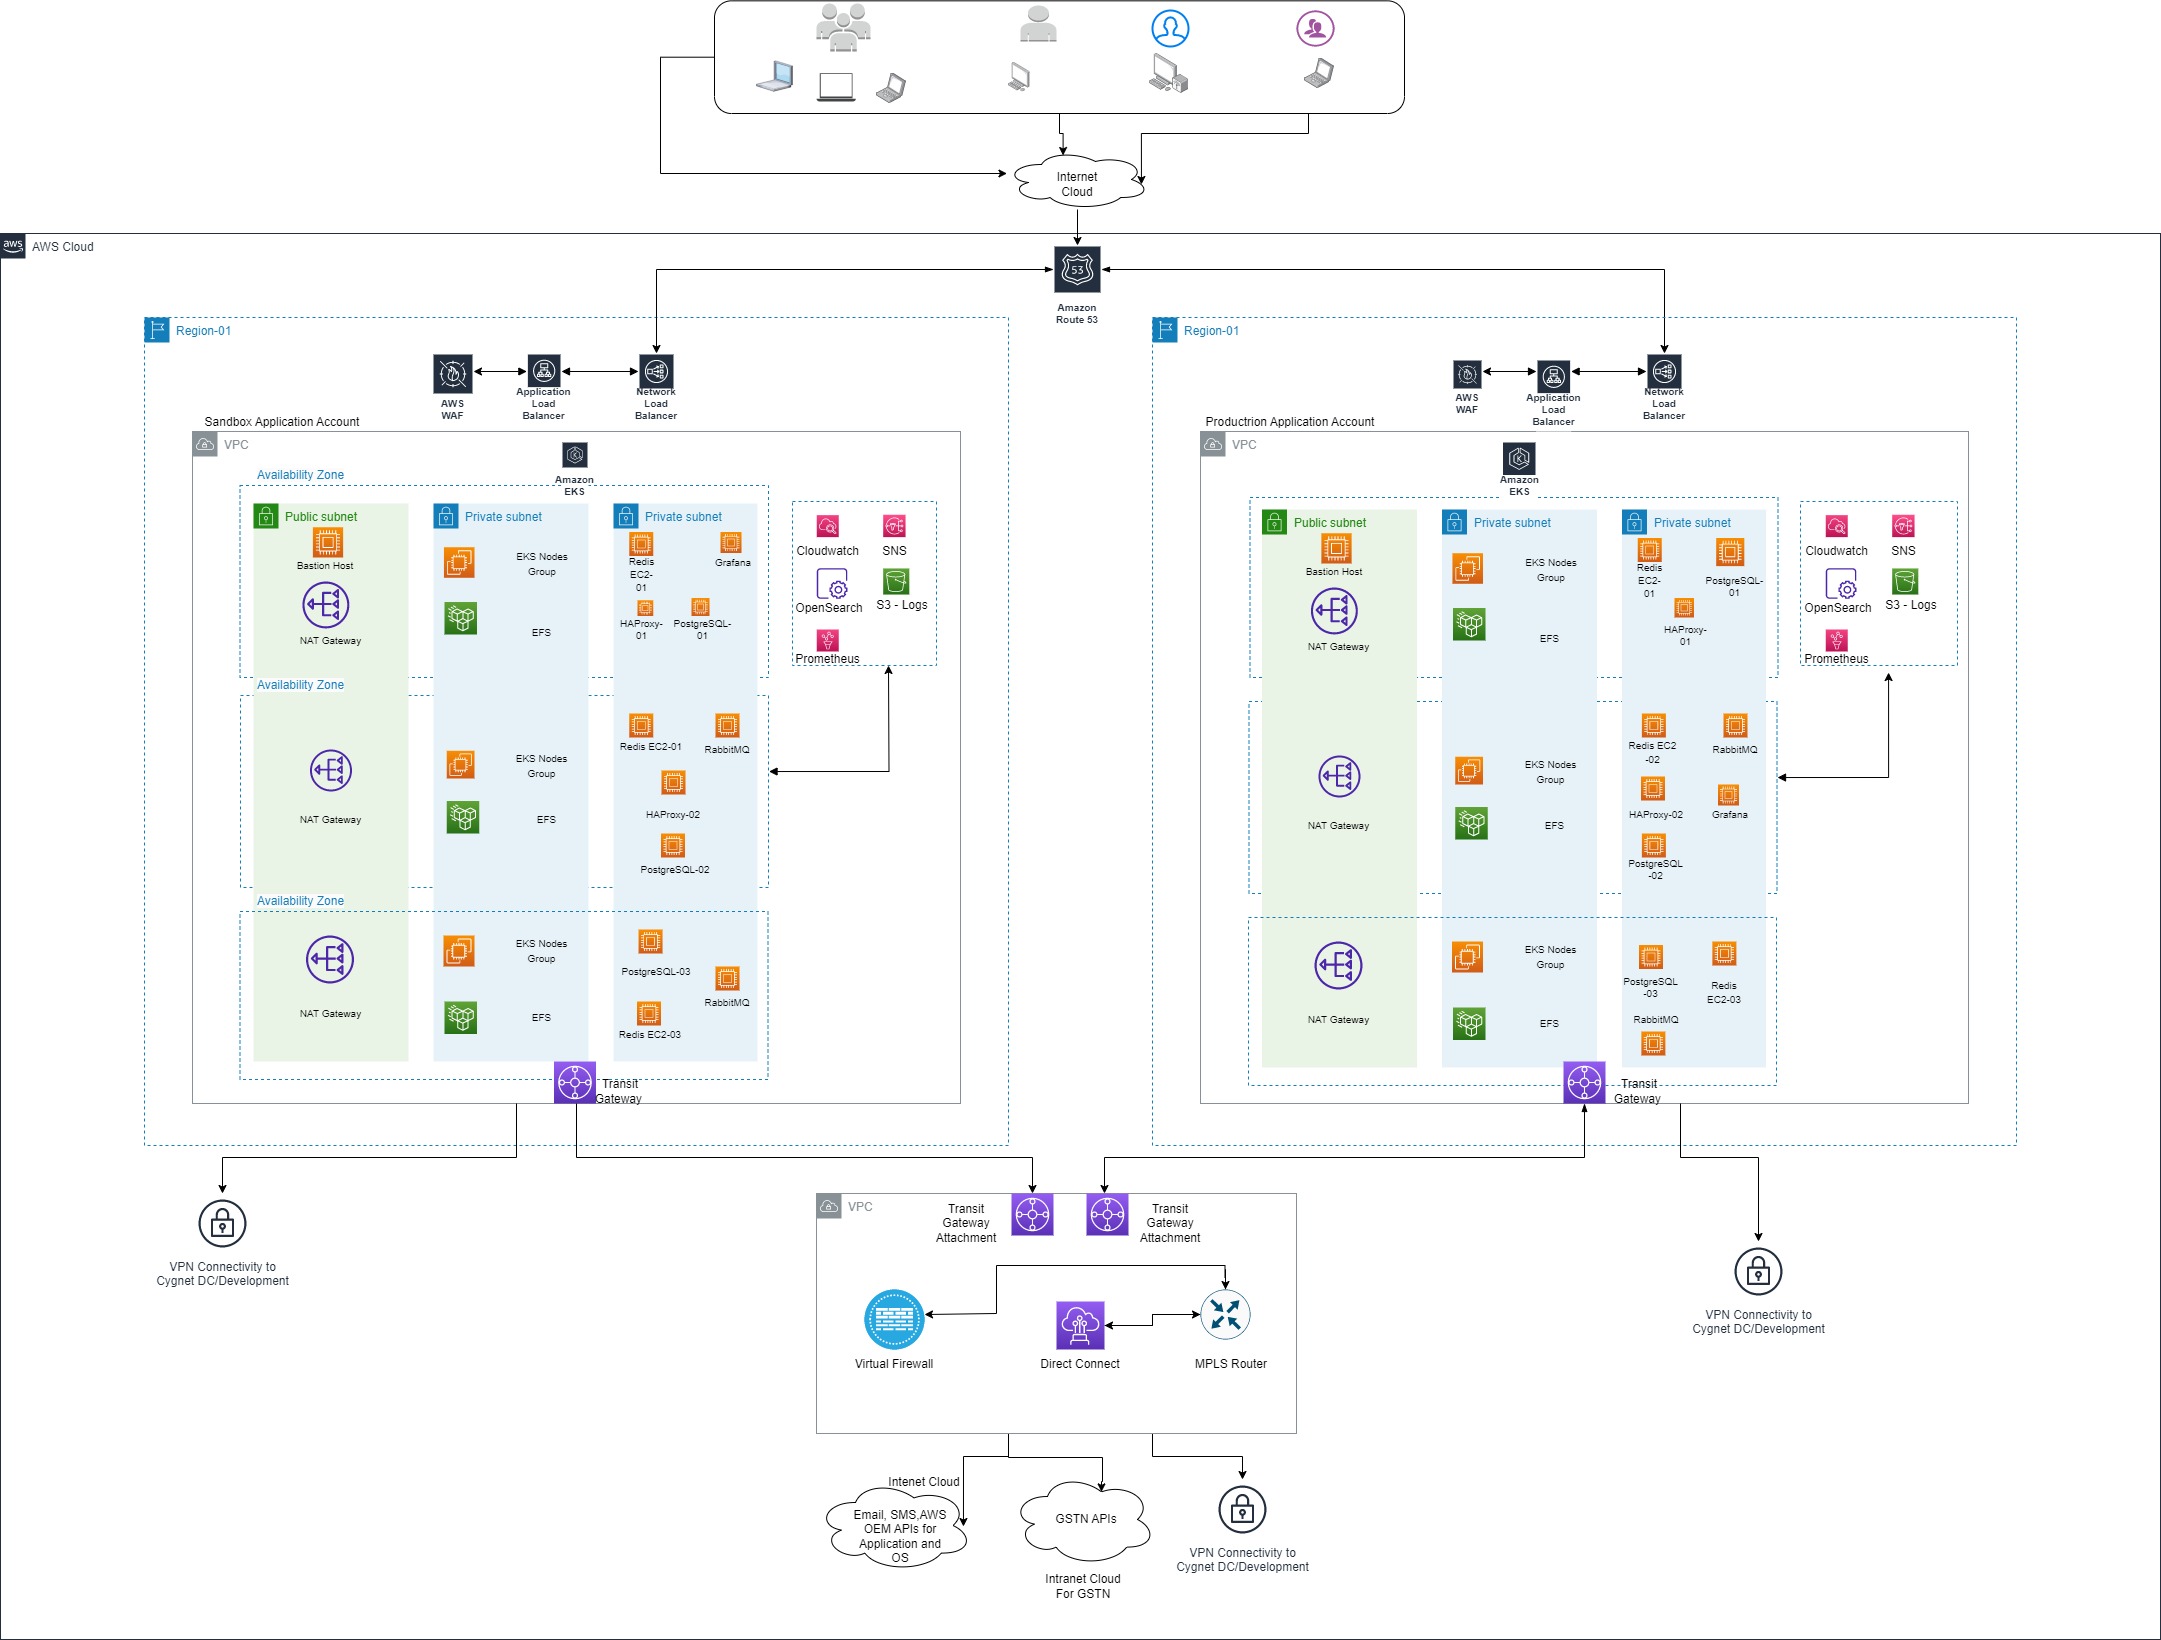 Internet
Cloud
aws
AWS Cloud
53
Amazon
Route 53
Region-01
AWS
WAF
Application
Load
Balancer
Network
Load
Balancer
Sandbox Application Account
VPC
Amazon
EKS
Availability Zone
Public subnet
Bastion Host
NAT Gateway
Private subnet
EKS Nodes
Group
EFS
Private subnet
Redis
EC2-
01
Grafana
HAProxy-
01
PostgreSQL-
01
Cloudwatch
SNS
OpenSearch
S3 - Logs
Prometheus
Availability Zone
NAT Gateway
EKS Nodes
Group
EFS
Redis EC2-01
RabbitMQ
HAProxy-02
PostgreSQL-02
Availability Zone
NAT Gateway
EKS Nodes
Group
EFS
PostgreSQL-03
RabbitMQ
Redis EC2-03
Transit
Gateway
Region-01
AWS
WAF
Application
Load
Balancer
Network
Load
Balancer
Productrion Application Account
VPC
Amazon
EKS
Public subnet
Bastion Host
NAT Gateway
Private subnet
EKS Nodes
Group
EFS
Private subnet
Redis
EC2-
01
PostgreSQL-
01
HAProxy-
01
Cloudwatch
SNS
OpenSearch
S3 - Logs
Prometheus
NAT Gateway
EKS Nodes
Group
EFS
Redis EC2
-02
RabbitMQ
HAProxy-02
Grafana
PostgreSQL
-02
NAT Gateway
EKS Nodes
Group
EFS
PostgreSQL
-03
Redis
EC2-03
RabbitMQ
Transit
Gateway
VPN Connectivity to
Cygnet DC/Development
VPC
Transit
Gateway
Attachment
Transit
Gateway
Attachment
Virtual Firewall
Direct Connect
MPLS Router
VPN Connectivity to
Cygnet DC/Development
Intenet Cloud
Email, SMS,AWS
OEM APIs for
Application and
OS
GSTN APIs
Intranet Cloud
For GSTN
VPN Connectivity to
Cygnet DC/Development